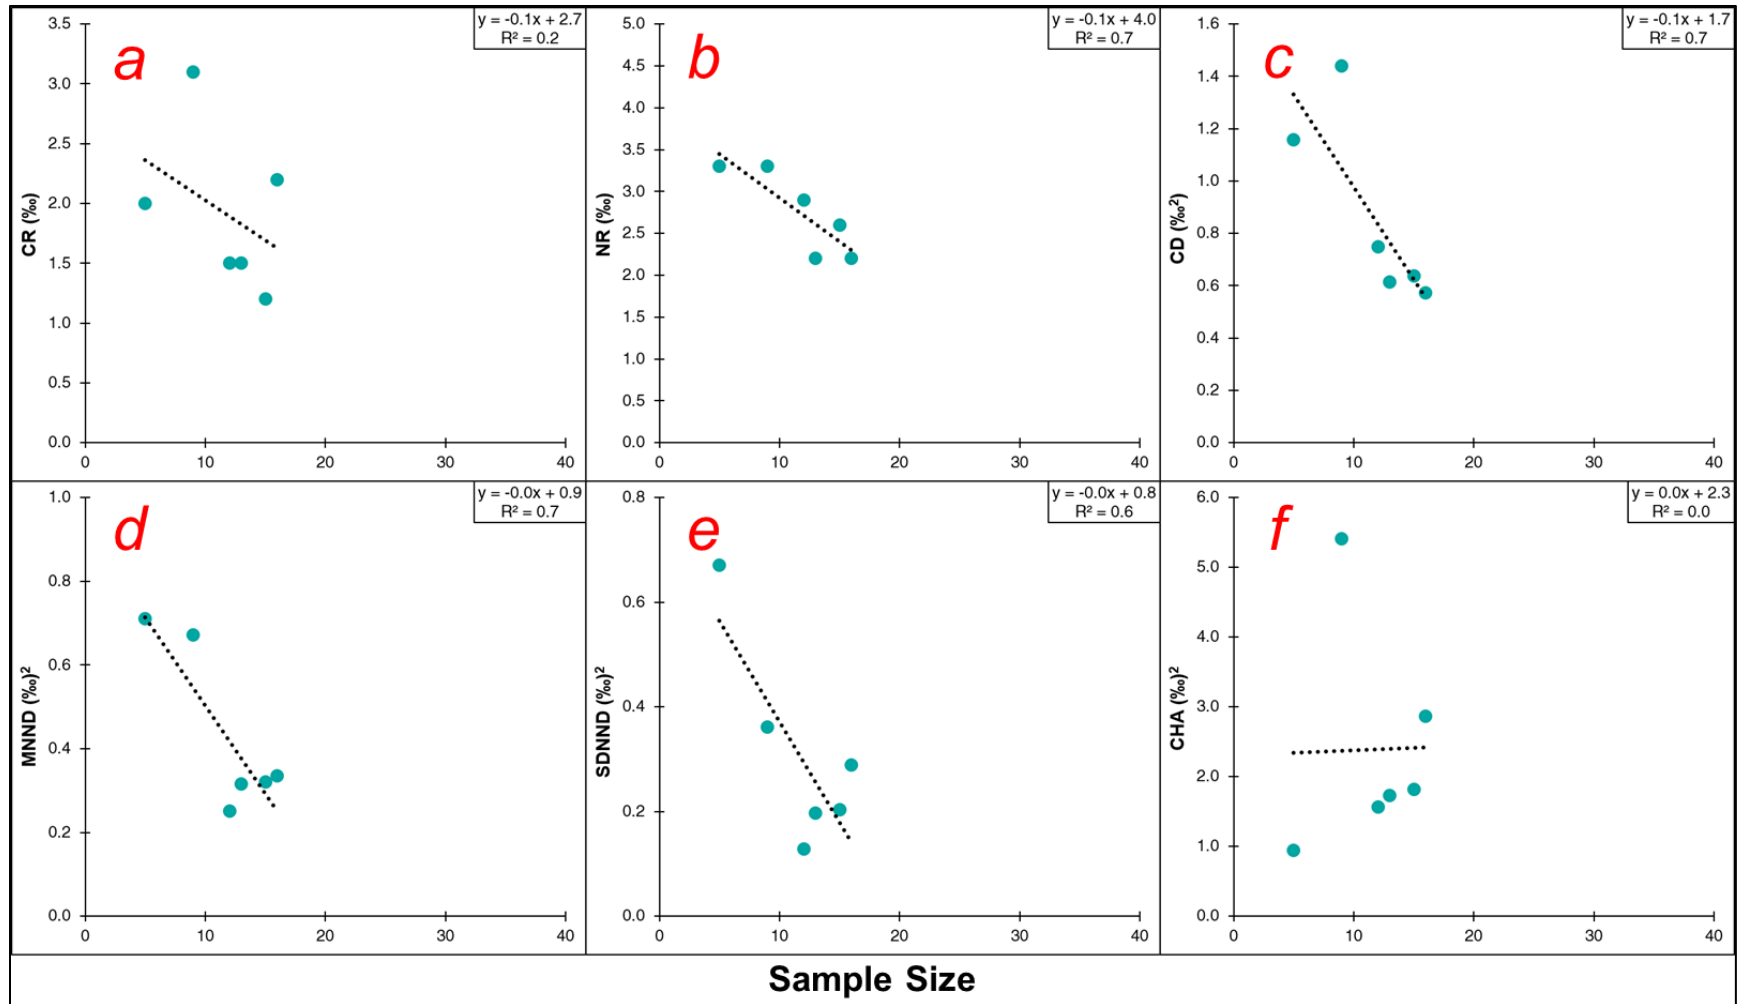 a
y = -0.1x + 2.7
R² = 0.2
CR (‰)
3.5
3.0
2.5
2.0
1.5
1.0
0.5
0.0
0 10 20 30 40
b
y = -0.1x + 4.0
R² = 0.7
NR (‰)
5.0
4.5
4.0
3.5
3.0
2.5
2.0
1.5
1.0
0.5
0.0
0 10 20 30 40
c
y = -0.1x + 1.7
R² = 0.7
CD (‰²)
1.6
1.4
1.2
1.0
0.8
0.6
0.4
0.2
0.0
0 10 20 30 40
d
y = -0.0x + 0.9
R² = 0.7
MNND (‰)²
1.0
0.8
0.6
0.4
0.2
0.0
0 10 20 30 40
e
y = -0.0x + 0.8
R² = 0.6
SDNND (‰)²
0.8
0.6
0.4
0.2
0.0
0 10 20 30 40
f
y = 0.0x + 2.3
R² = 0.0
CHA (‰)²
6.0
5.0
4.0
3.0
2.0
1.0
0.0
0 10 20 30 40
Sample Size